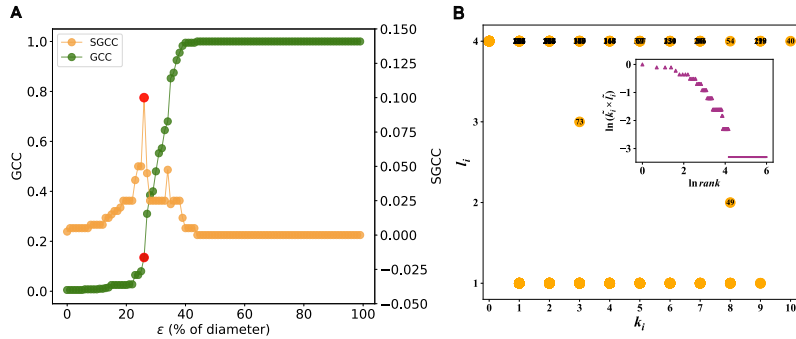 A
SGCC
GCC
1.0
0.8
0.6
0.4
0.2
0.0
GCC
0.150
0.125
0.100
0.075
0.050
0.025
0.000
−0.025
−0.050
SGCC
0 20 40 60 80 100
ε (% of diameter)
B
4
3
2
1
l_i
54 40
73
49
0
−1
−2
−3
ln(k̃_i × l̃_i)
0 2 4 6
ln rank
0 1 2 3 4 5 6 7 8 9 10
k_i